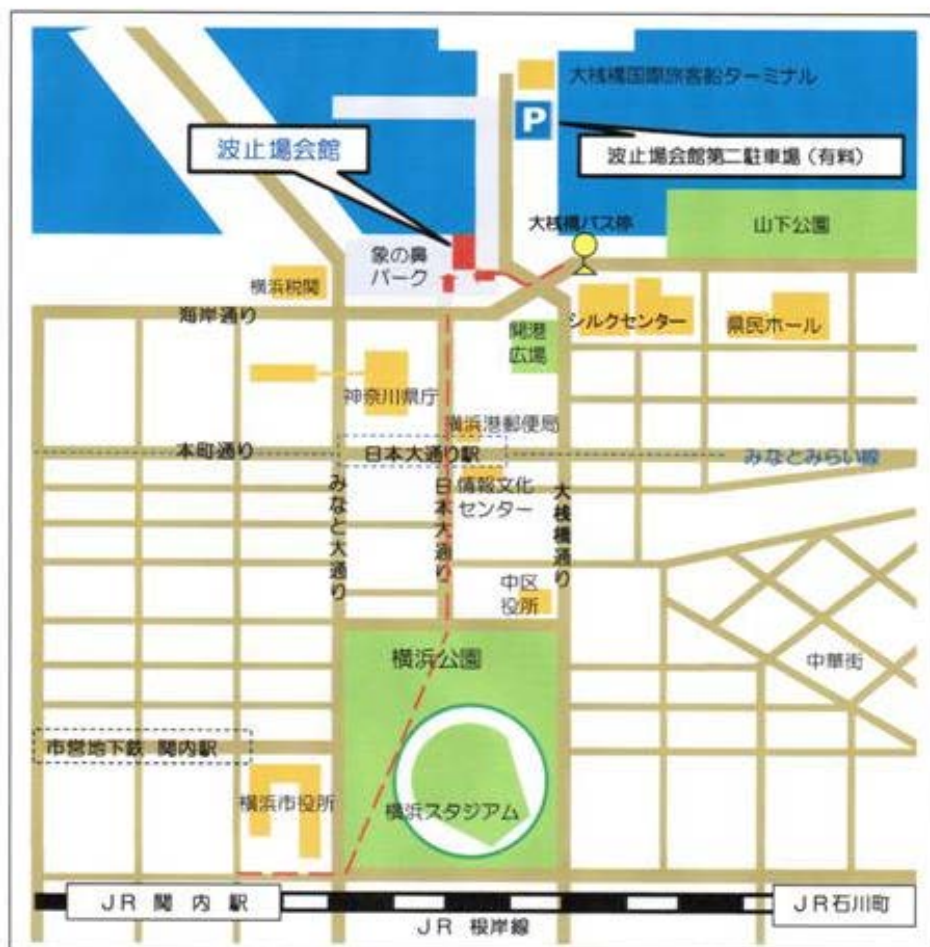 大桟橋国際旅客船ターミナル
P
波止場会館
波止場会館第二駐車場(有料)
大桟橋バス停
山下公園
象の鼻
パーク
横浜税関
海岸通り
シルクセンター
県民ホール
開港
広場
神奈川県庁
横浜港郵便局
本町通り
日本大通り駅
みなとみらい線
みなと大通り
日本大通り
情報文化
センター
大桟橋通り
中区
役所
横浜公園
中華街
市営地下鉄 関内駅
横浜市役所
横浜スタジアム
JR 関内駅
JR石川町
JR 根岸線